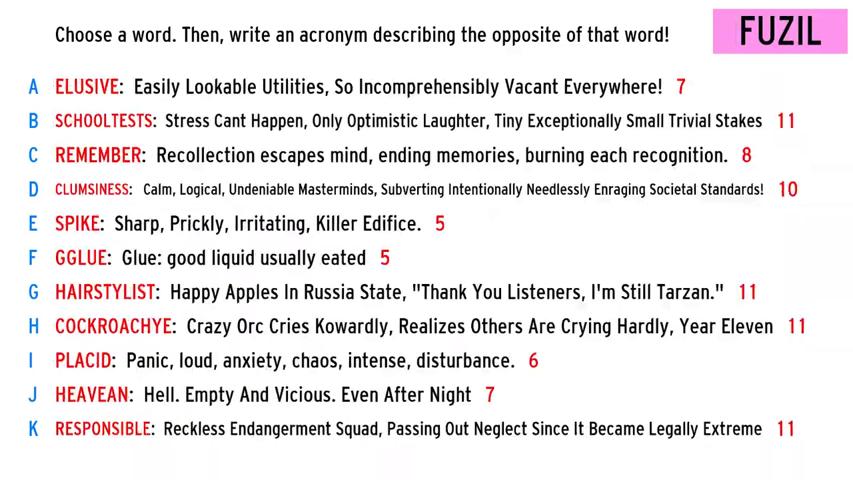 Choose a word. Then, write an acronym describing the opposite of that word!
FUZIL
A ELUSIVE: Easily Lookable Utilities, So Incomprehensibly Vacant Everywhere! 7
B SCHOOLTESTS: Stress Cant Happen, Only Optimistic Laughter, Tiny Exceptionally Small Trivial Stakes 11
C REMEMBER: Recollection escapes mind, ending memories, burning each recognition. 8
D CLUMSINESS: Calm, Logical, Undeniable Masterminds, Subverting Intentionally Needlessly Enraging Societal Standards! 10
E SPIKE: Sharp, Prickly, Irritating, Killer Edifice. 5
F GGLUE: Glue: good liquid usually eated 5
G HAIRSTYLIST: Happy Apples In Russia State, "Thank You Listeners, I'm Still Tarzan." 11
H COCKROACHYE: Crazy Orc Cries Kowardly, Realizes Others Are Crying Hardly, Year Eleven 11
I PLACID: Panic, loud, anxiety, chaos, intense, disturbance. 6
J HEAVEAN: Hell. Empty And Vicious. Even After Night 7
K RESPONSIBLE: Reckless Endangerment Squad, Passing Out Neglect Since It Became Legally Extreme 11